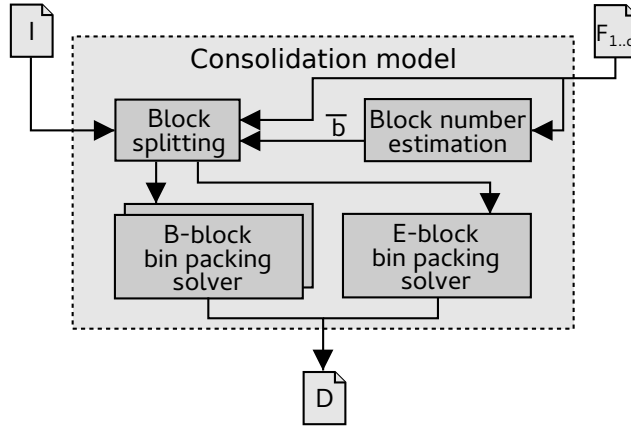 I
F1..
Consolidation model
Block
splitting
b̅
Block number
estimation
B-block
bin packing
solver
E-block
bin packing
solver
D